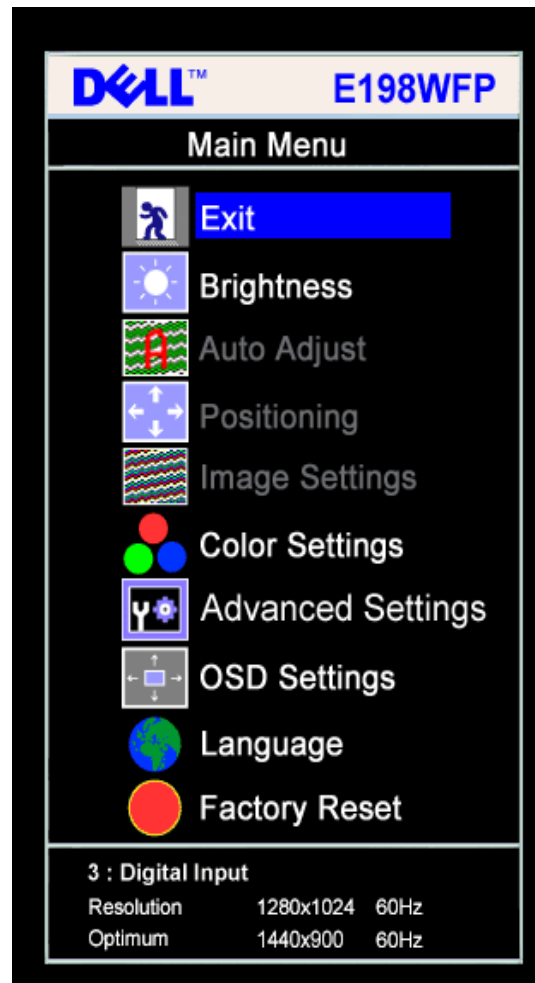 DELL™ E198WFP
Main Menu
Exit
Brightness
A Auto Adjust
Positioning
Image Settings
Color Settings
Advanced Settings
OSD Settings
Language
Factory Reset
3 : Digital Input
Resolution 1280x1024 60Hz
Optimum 1440x900 60Hz